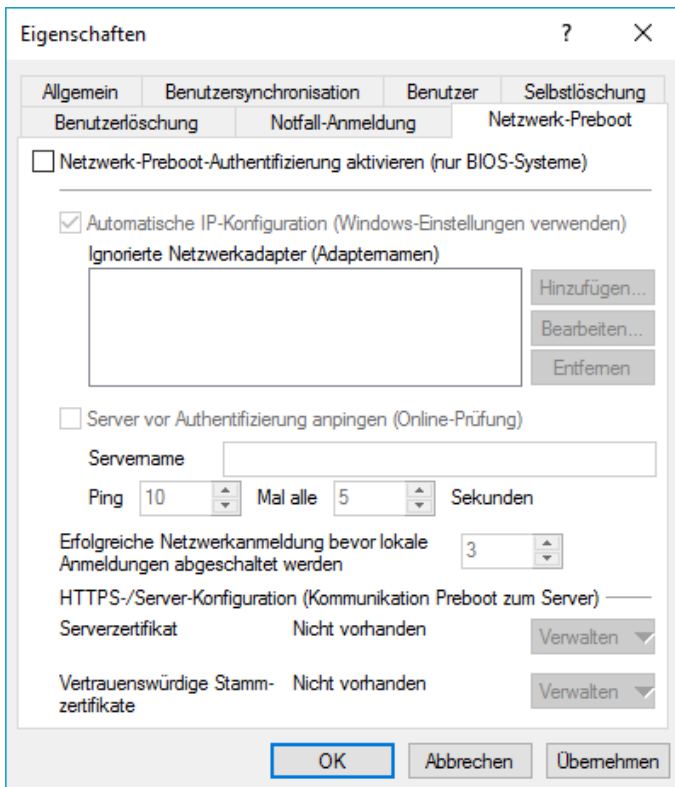 Eigenschaften ?
Allgemein Benutzersynchronisation Benutzer Selbstlöschung
Benutzerlöschung Notfall-Anmeldung Netzwerk-Preboot
Netzwerk-Preboot-Authentifizierung aktivieren (nur BIOS-Systeme)
Automatische IP-Konfiguration (Windows-Einstellungen verwenden)
Ignorierte Netzwerkadapter (Adapternamen)
Hinzufügen...
Bearbeiten...
Entfernen
Server vor Authentifizierung anpingen (Online-Prüfung)
Servername
Ping 10 Mal alle 5 Sekunden
Erfolgreiche Netzwerkanmeldung bevor lokale
Anmeldungen abgeschaltet werden 3
HTTPS-/Server-Konfiguration (Kommunikation Preboot zum Server)
Serverzertifikat Nicht vorhanden Verwalten
Vertrauenswürdige Stamm- Nicht vorhanden Verwalten
zertifikate
OK Abbrechen Übernehmen